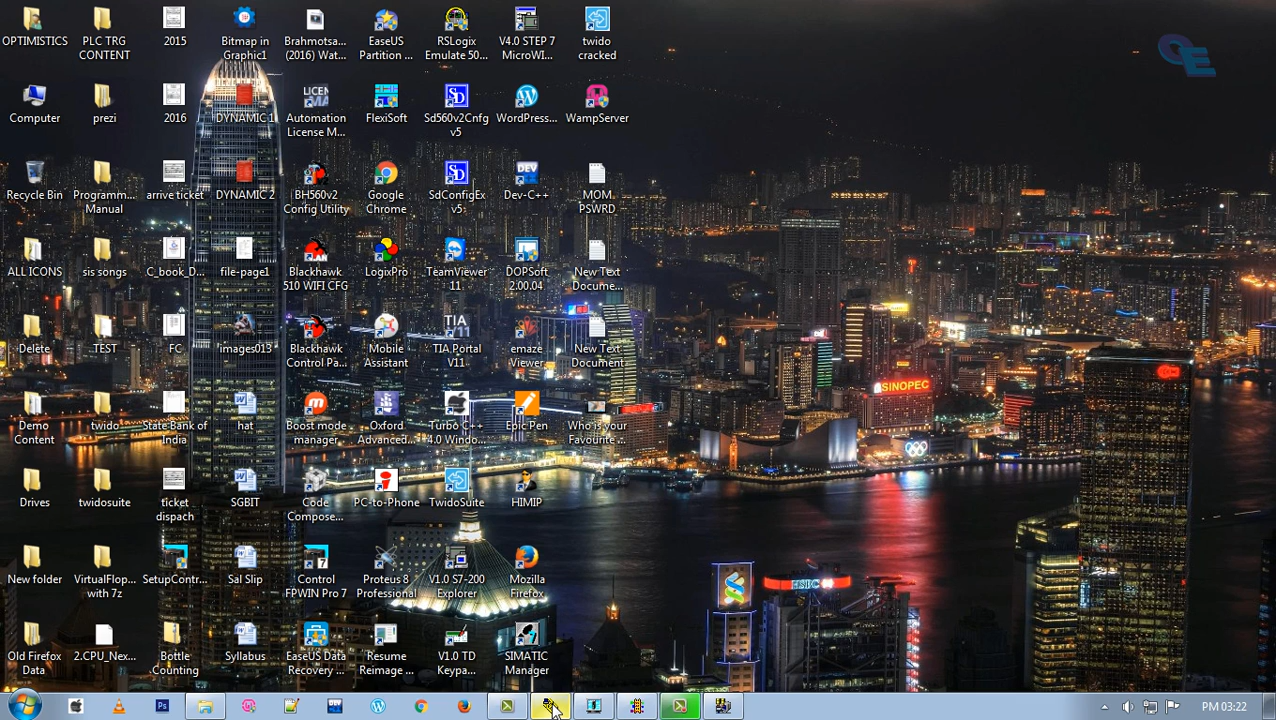 OPTIMISTICS
PLC TRG
CONTENT
2015
Bitmap in
Graphic1
Brahmotsa...
(2016) Wat...
EaseUS
Partition ...
RSLogix
Emulate 50...
V4.0 STEP 7
MicroWI...
twido
cracked
Computer
prezi
2016
DYNAMIC 1
Automation
License M...
FlexiSoft
Sd560v2Cnfg
v5
WordPress...
WampServer
Recycle Bin
Programm...
Manual
arrive ticket
DYNAMIC 2
BH560v2
Config Utility
Google
Chrome
SdConfigEx
v5
Dev-C++
MOM
PSWRD
ALL ICONS
sis songs
C_book_D...
file-page1
Blackhawk
510 WIFI CFG
LogixPro
TeamViewer
11
DOPSoft
2.00.04
New Text
Docume...
Delete
TEST
FC
images013
Blackhawk
Control Pa...
Mobile
Assistant
TIA Portal
V11
emaze
Viewer
New Text
Document
Demo
Content
twido
State Bank of
India
hat
Boost mode
manager
Oxford
Advanced...
Turbo C++
Epic Pen
Who is your
Favourite ...
Drives
twidosuite
ticket
dispach
SGBIT
Code
Compose...
PC-to-Phone
TwidoSuite
HIMIP
New folder
VirtualFlop...
with 7z
SetupContr...
Sal Slip
Control
FPWIN Pro 7
Proteus 8
Professional
V1.0 S7-200
Explorer
Mozilla
Firefox
Old Firefox
Data
2.CPU_Nex...
Bottle
Counting
Syllabus
EaseUS Data
Recovery ...
Resume
Reimage ...
V1.0 TD
Keypa...
SIMATIC
Manager
SINOPEC
PM 03:22